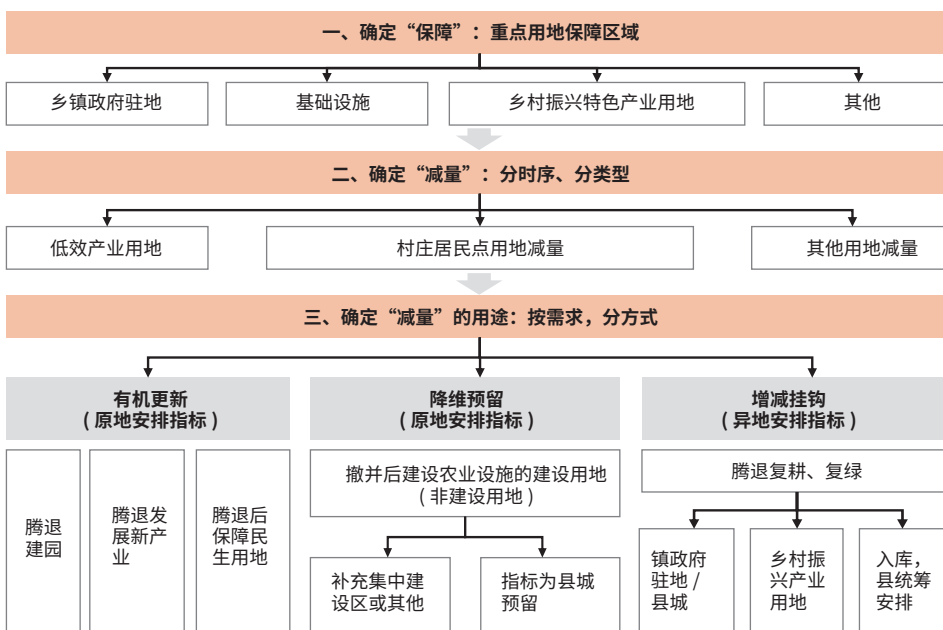 一、确定“保障”：重点用地保障区域
乡镇政府驻地
基础设施
乡村振兴特色产业用地
其他
二、确定“减量”：分时序、分类型
低效产业用地
村庄居民点用地减量
其他用地减量
三、确定“减量”的用途：按需求，分方式
有机更新
(原地安排指标)
降维预留
(原地安排指标)
增减挂钩
(异地安排指标)
腾退
建园
腾退发
展新产
业
腾退后
保障民
生用地
撤并后建设农业设施的建设用地
(非建设用地)
补充集中建
设区或其他
指标为县城
预留
腾退复耕、复绿
镇政府
驻地/
县城
乡村振
兴产业
用地
入库，
县统筹
安排